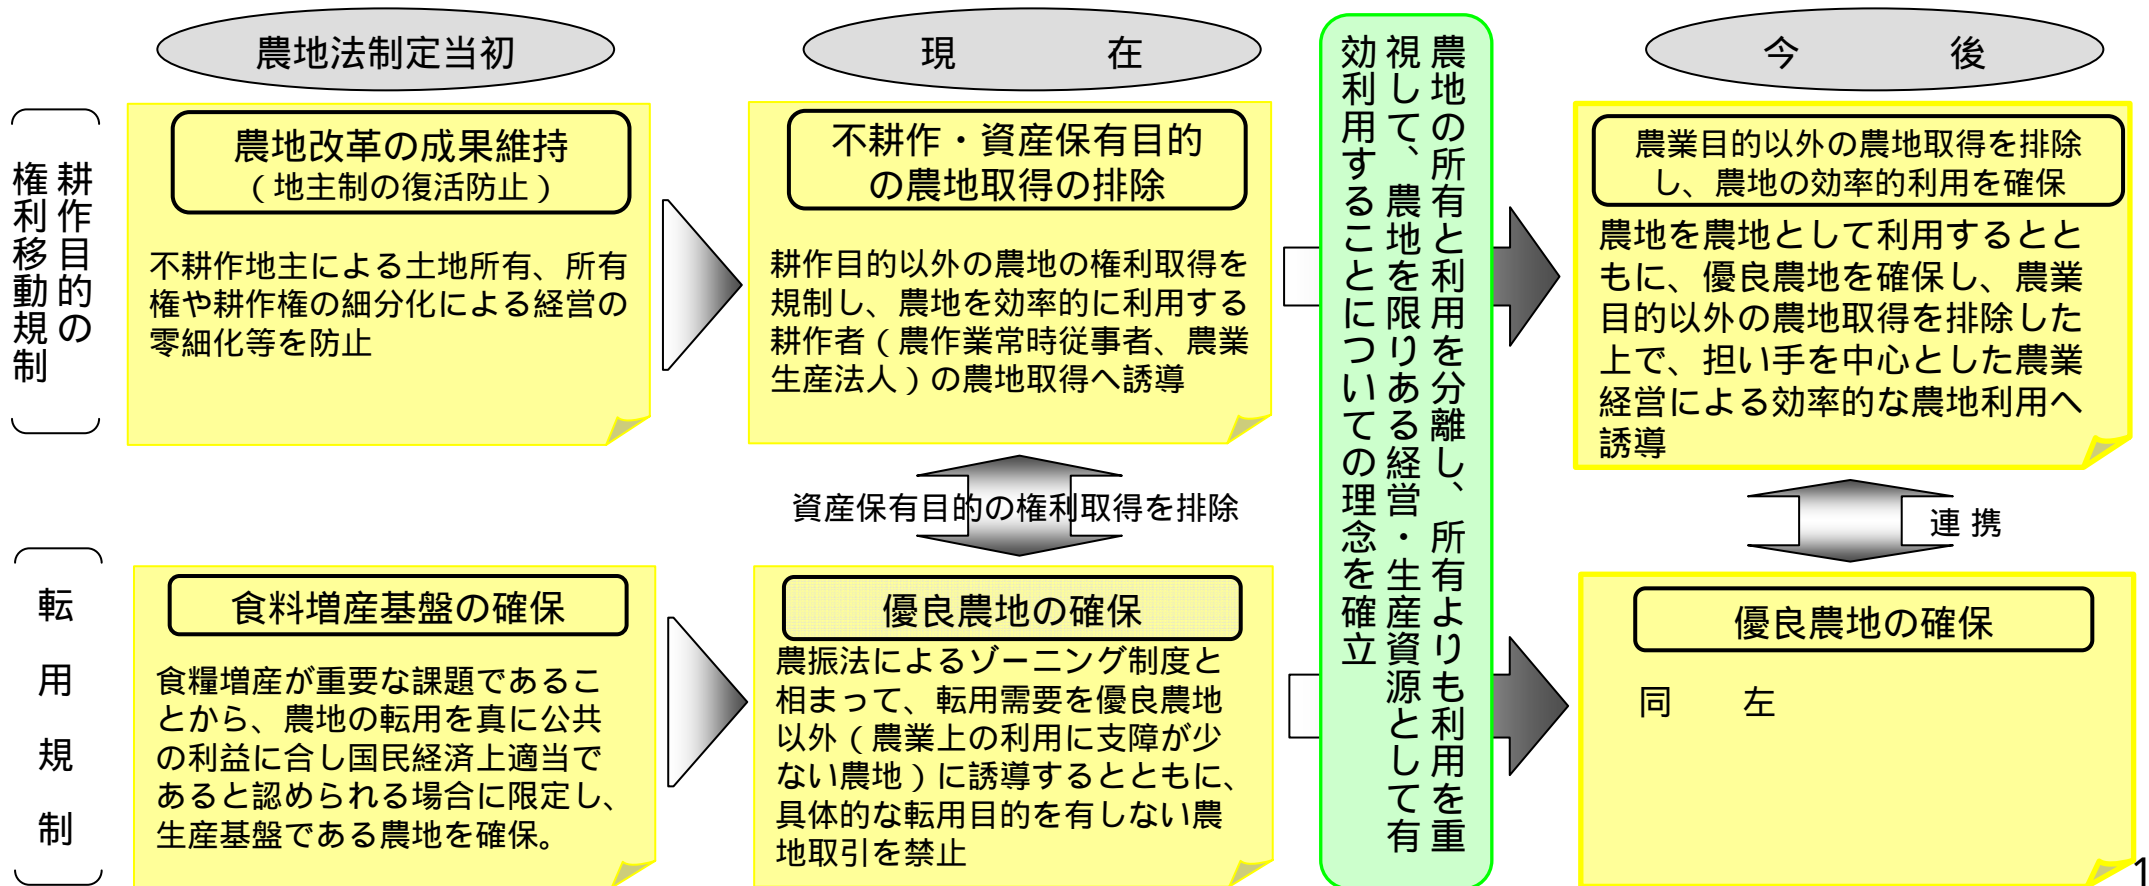 農地法制定当初
現　　　　在
今　　　　後
耕作目的の
権利移動規制
農地改革の成果維持
（地主制の復活防止）
不耕作地主による土地所有、所有
権や耕作権の細分化による経営の
零細化等を防止
不耕作・資産保有目的
の農地取得の排除
耕作目的以外の農地の権利取得を
規制し、農地を効率的に利用する
耕作者（農作業常時従事者、農業
生産法人）の農地取得へ誘導
農地の所有と利用を分離し、所有よりも利用を重
視して、農地を限りある経営・生産資源として有
効利用することについての理念を確立
農業目的以外の農地取得を排除
し、農地の効率的利用を確保
農地を農地として利用するとと
もに、優良農地を確保し、農業
目的以外の農地取得を排除した
上で、担い手を中心とした農業
経営による効率的な農地利用へ
誘導
資産保有目的の権利取得を排除
連 携
転用規制
食料増産基盤の確保
食糧増産が重要な課題であるこ
とから、農地の転用を真に公共
の利益に合し国民経済上適当で
あると認められる場合に限定し、
生産基盤である農地を確保。
優良農地の確保
農振法によるゾーニング制度と
相まって、転用需要を優良農地
以外（農業上の利用に支障が少
ない農地）に誘導するとともに、
具体的な転用目的を有しない農
地取引を禁止
優良農地の確保
同　　左
1